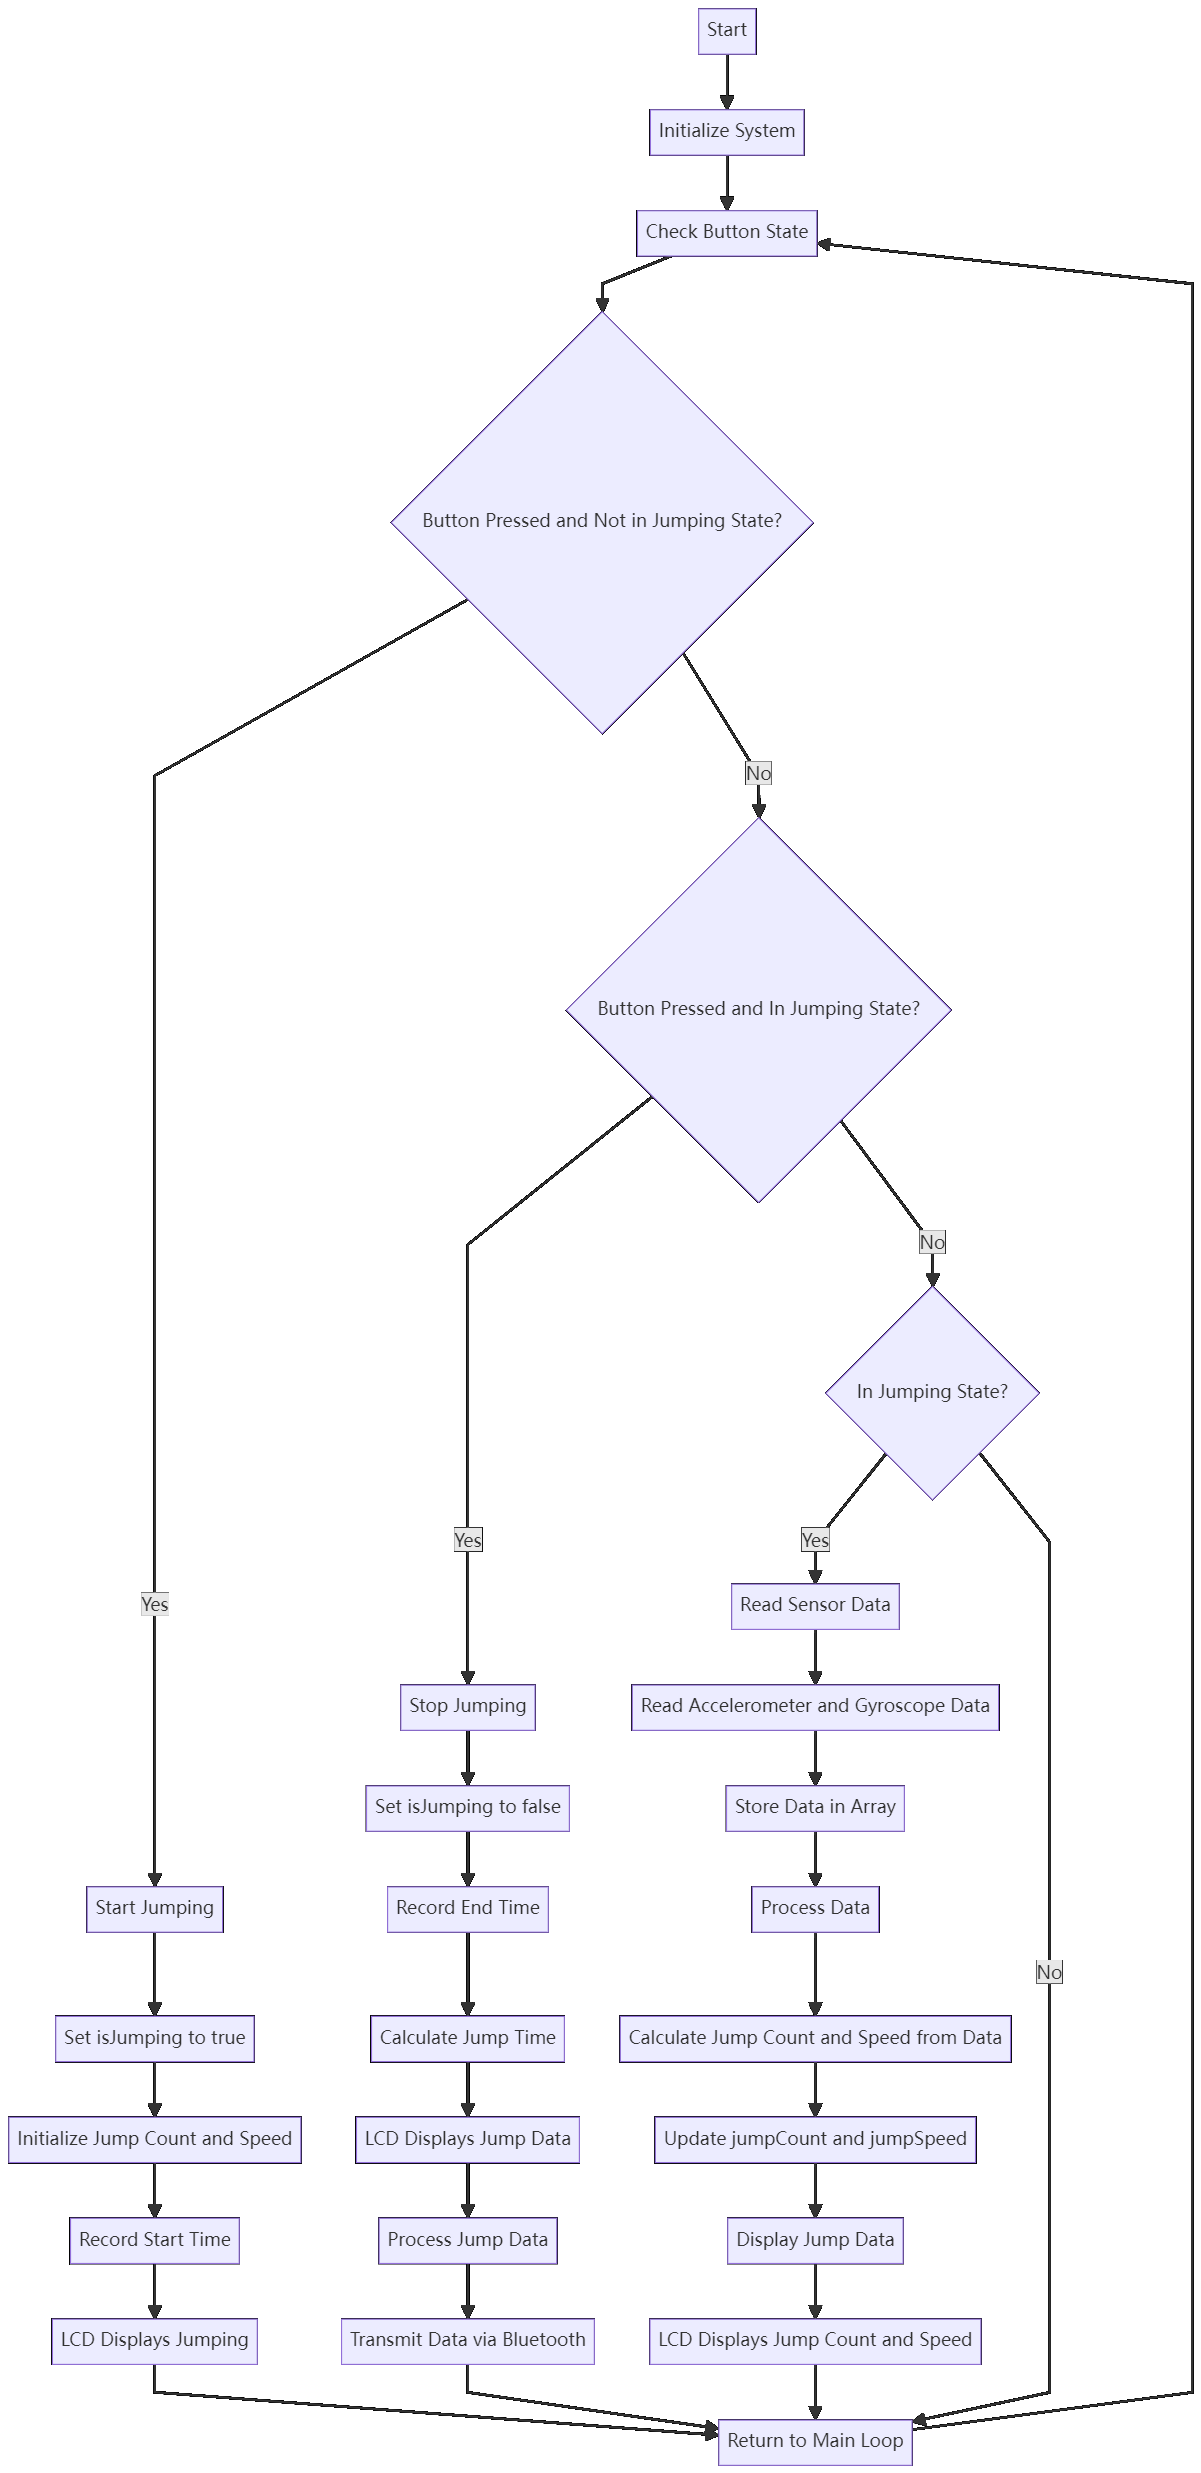 Start
Initialize System
Check Button State
Button Pressed and Not in Jumping State?
No
Button Pressed and In Jumping State?
No
In Jumping State?
Yes
Yes
Yes
Read Sensor Data
Stop Jumping
Read Accelerometer and Gyroscope Data
Set isJumping to false
Store Data in Array
Start Jumping
Record End Time
Process Data
No
Set isJumping to true
Calculate Jump Time
Calculate Jump Count and Speed from Data
Initialize Jump Count and Speed
LCD Displays Jump Data
Update jumpCount and jumpSpeed
Record Start Time
Process Jump Data
Display Jump Data
LCD Displays Jumping
Transmit Data via Bluetooth
LCD Displays Jump Count and Speed
Return to Main Loop